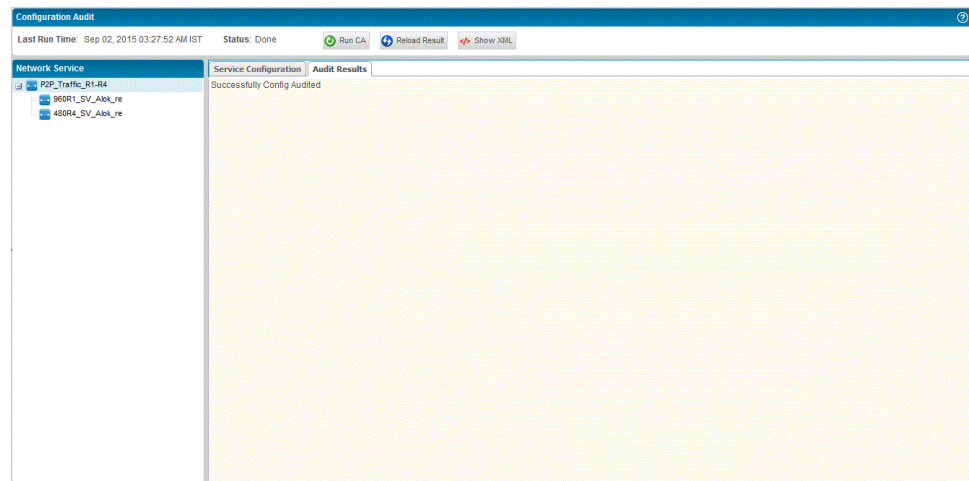 Configuration Audit
Last Run Time: Sep 02, 2015 03:27:52 AM IST Status: Done Run CA Reload Result Show XML
Network Service
P2P_Traffic_R1-R4
960R1_SV_Alok_re
480R4_SV_Alok_re
Service Configuration Audit Results
Successfully Config Audited